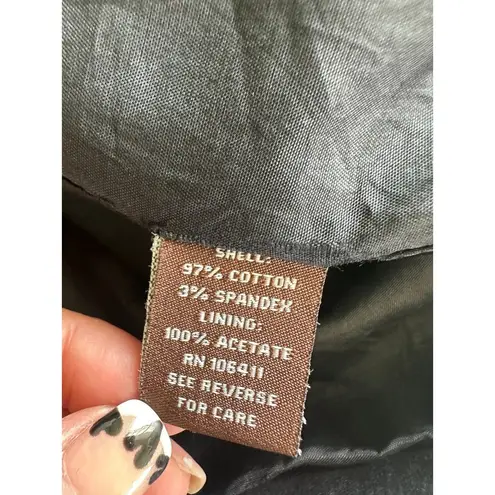 SHELL:
97% COTTON
3% SPANDEX
LINING:
100% ACETATE
RN 106411
SEE REVERSE
FOR CARE